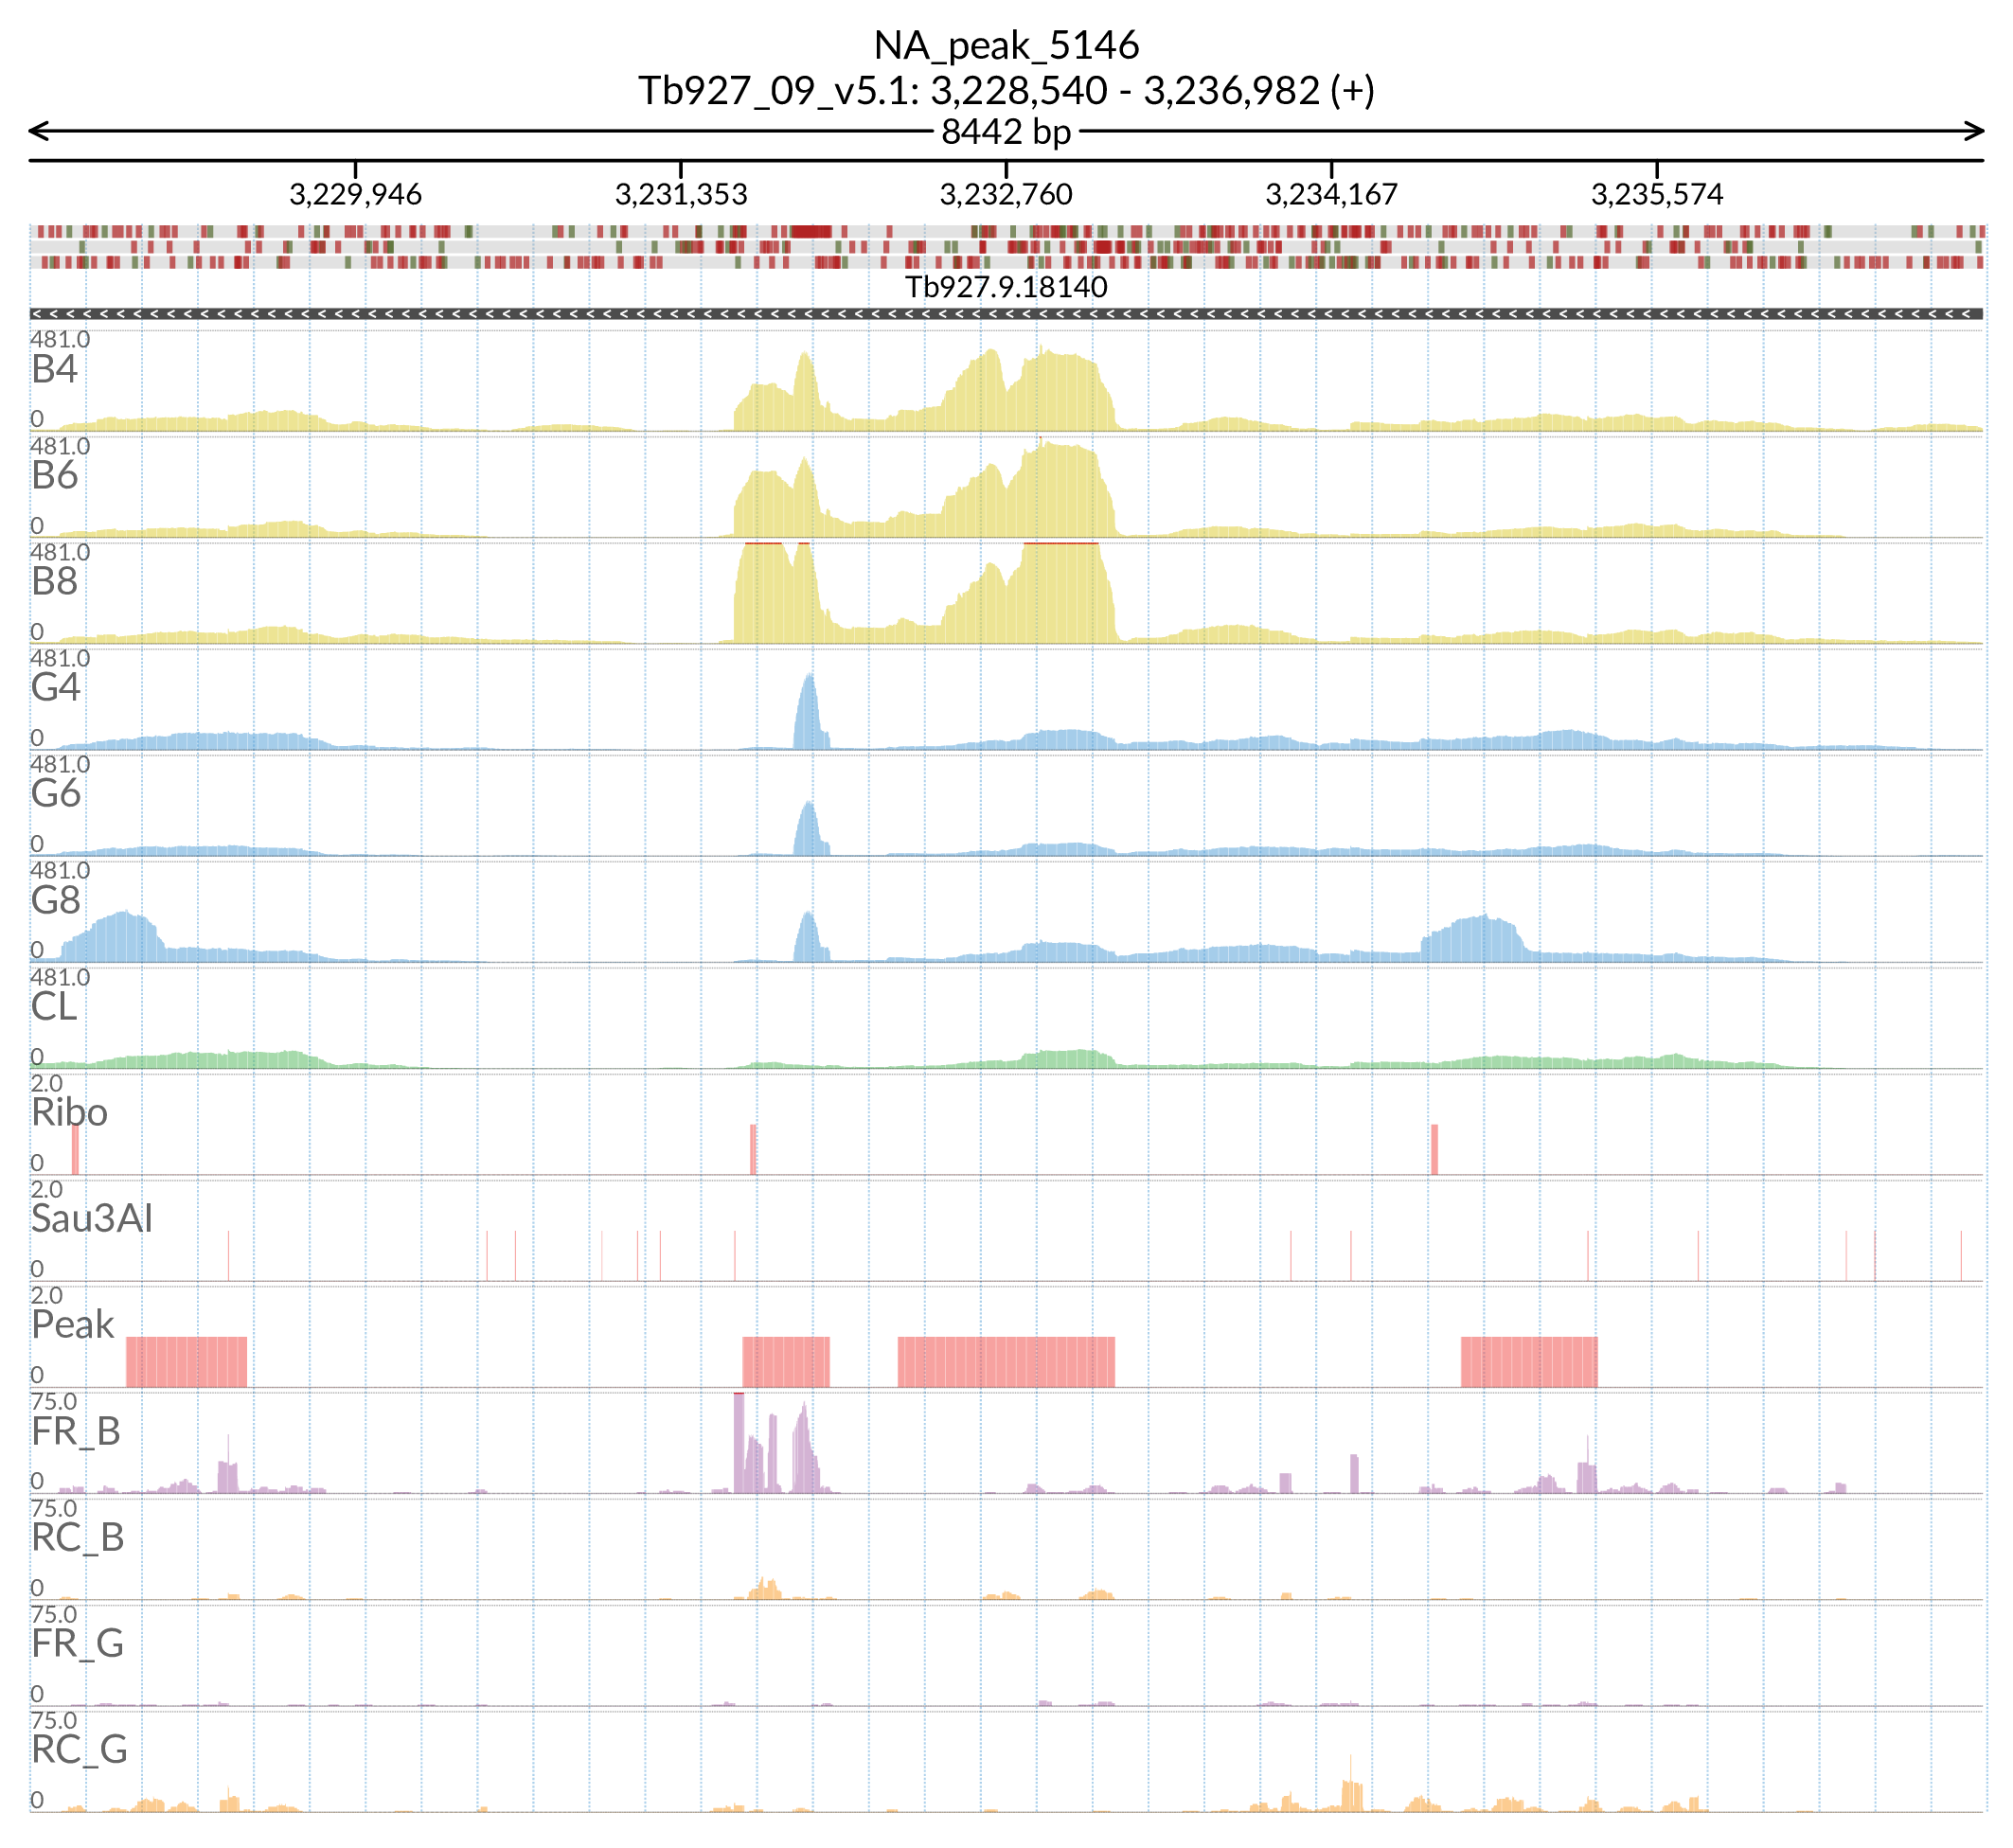 NA_peak_5146
Tb927_09_v5.1: 3,228,540 - 3,236,982 (+)
8442 bp
3,229,946 3,231,353 3,232,760 3,234,167 3,235,574
Tb927.9.18140
481.0
B4
0
481.0
B6
0
481.0
B8
0
481.0
G4
0
481.0
G6
0
481.0
G8
0
481.0
CL
0
2.0
Ribo
0
2.0
Sau3AI
0
2.0
Peak
0
75.0
FR_B
0
75.0
RC_B
0
75.0
FR_G
0
75.0
RC_G
0